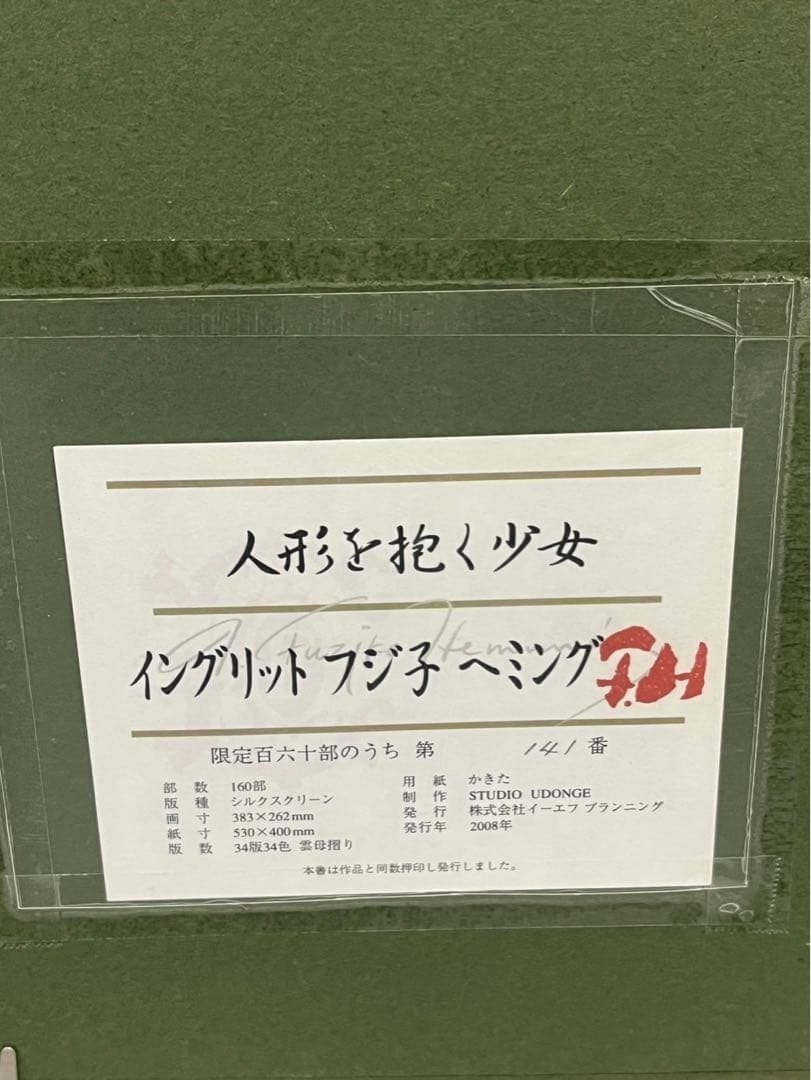 人形を抱く少女
イングリット フジ子 ヘミング
限定百六十部のうち 第 141番
部 数 160部
版 種 シルクスクリーン
画 寸 383×262mm
紙 寸 530×400mm
版 数 34版34色 雲母摺り
用 紙 かきた
制 作 STUDIO UDONGE
発 行 株式会社イーエフ プランニング
発行年 2008年
本書は作品と同数押印し発行しました。